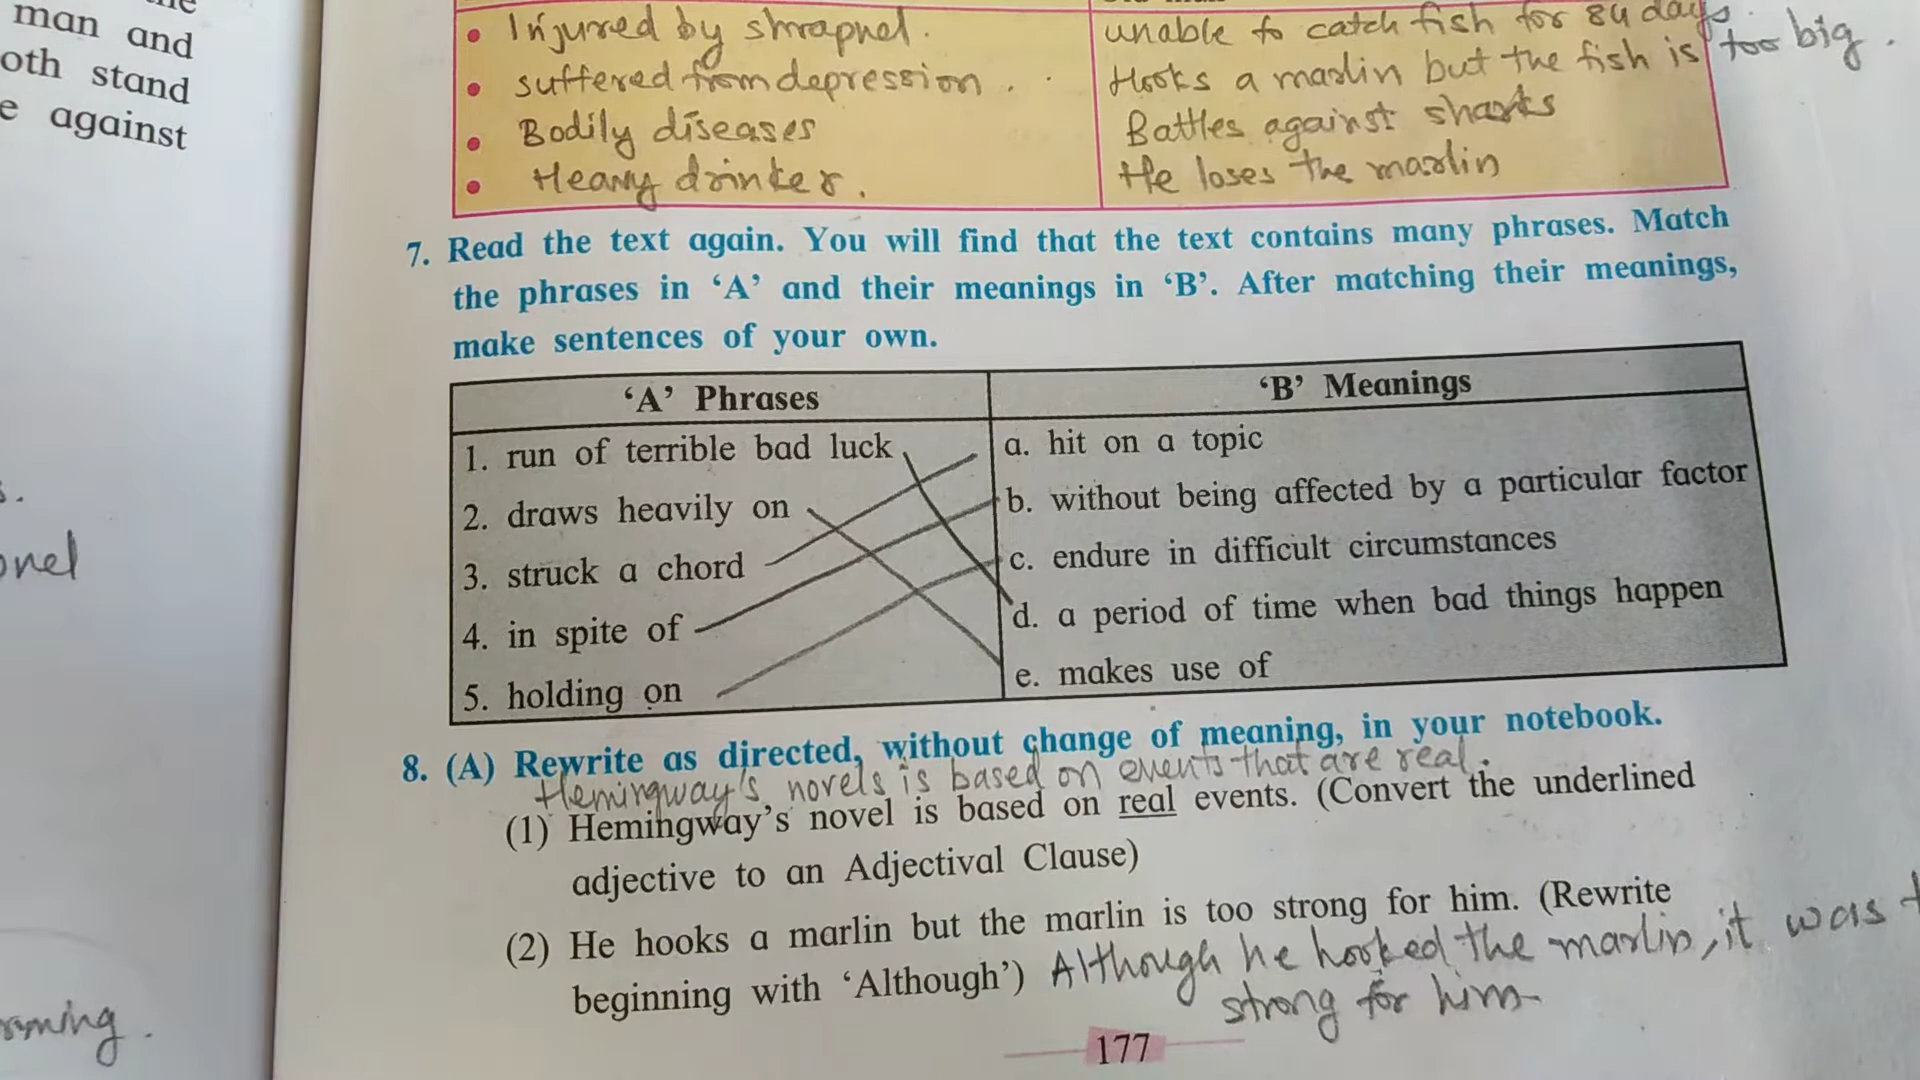 man and
oth stand
e against
onel
Injured by shrapnel.
suffered from depression.
Bodily diseases
Heavy drinker.
unable to catch fish for 84 days.
Hooks a marlin but the fish is too big.
Battles against sharks
He loses the marlin
7. Read the text again. You will find that the text contains many phrases. Match
the phrases in ‘A’ and their meanings in ‘B’. After matching their meanings,
make sentences of your own.
‘A’ Phrases
1. run of terrible bad luck
2. draws heavily on
3. struck a chord
4. in spite of
5. holding on
‘B’ Meanings
a. hit on a topic
b. without being affected by a particular factor
c. endure in difficult circumstances
d. a period of time when bad things happen
e. makes use of
8. (A) Rewrite as directed, without change of meaning, in your notebook.
Hemingway's novels is based on events that are real.
(1) Hemingway’s novel is based on real events. (Convert the underlined
adjective to an Adjectival Clause)
(2) He hooks a marlin but the marlin is too strong for him. (Rewrite
beginning with ‘Although’) Although he hooked the marlin, it was t
strong for him
177